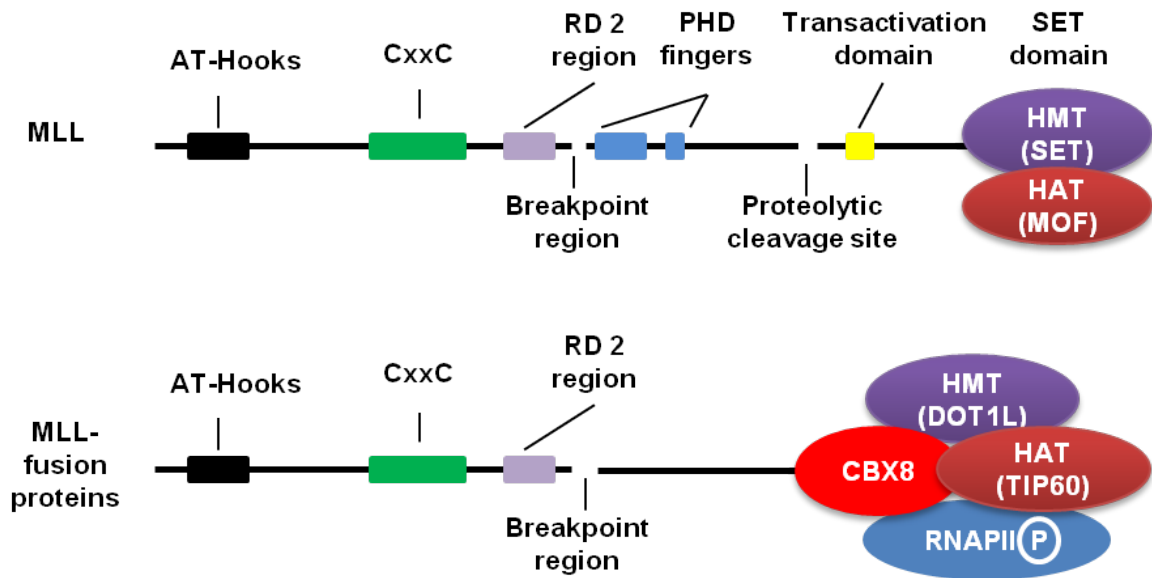 AT-Hooks
CxxC
RD 2
region
PHD
fingers
Transactivation
domain
SET
domain
MLL
HMT
(SET)
HAT
(MOF)
Breakpoint
region
Proteolytic
cleavage site
AT-Hooks
CxxC
RD 2
region
MLL-
fusion
proteins
HMT
(DOT1L)
CBX8
HAT
(TIP60)
RNAPII P
Breakpoint
region